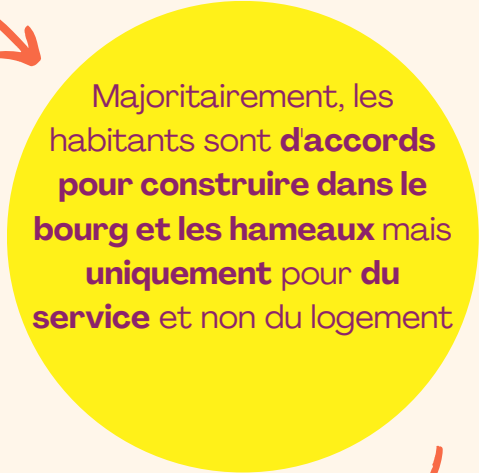 Majoritairement, les
habitants sont d'accords
pour construire dans le
bourg et les hameaux mais
uniquement pour du
service et non du logement